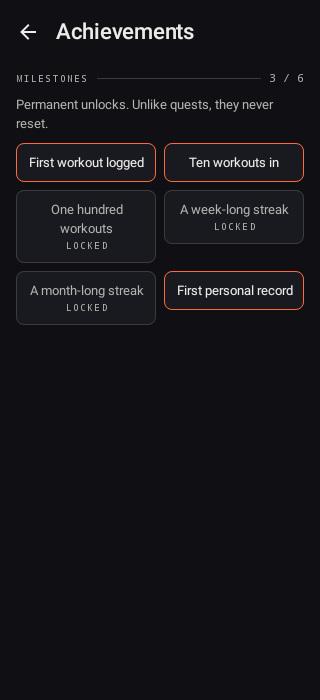 Achievements
MILESTONES 3 / 6
Permanent unlocks. Unlike quests, they never
reset.
First workout logged
Ten workouts in
One hundred
workouts
LOCKED
A week-long streak
LOCKED
A month-long streak
LOCKED
First personal record